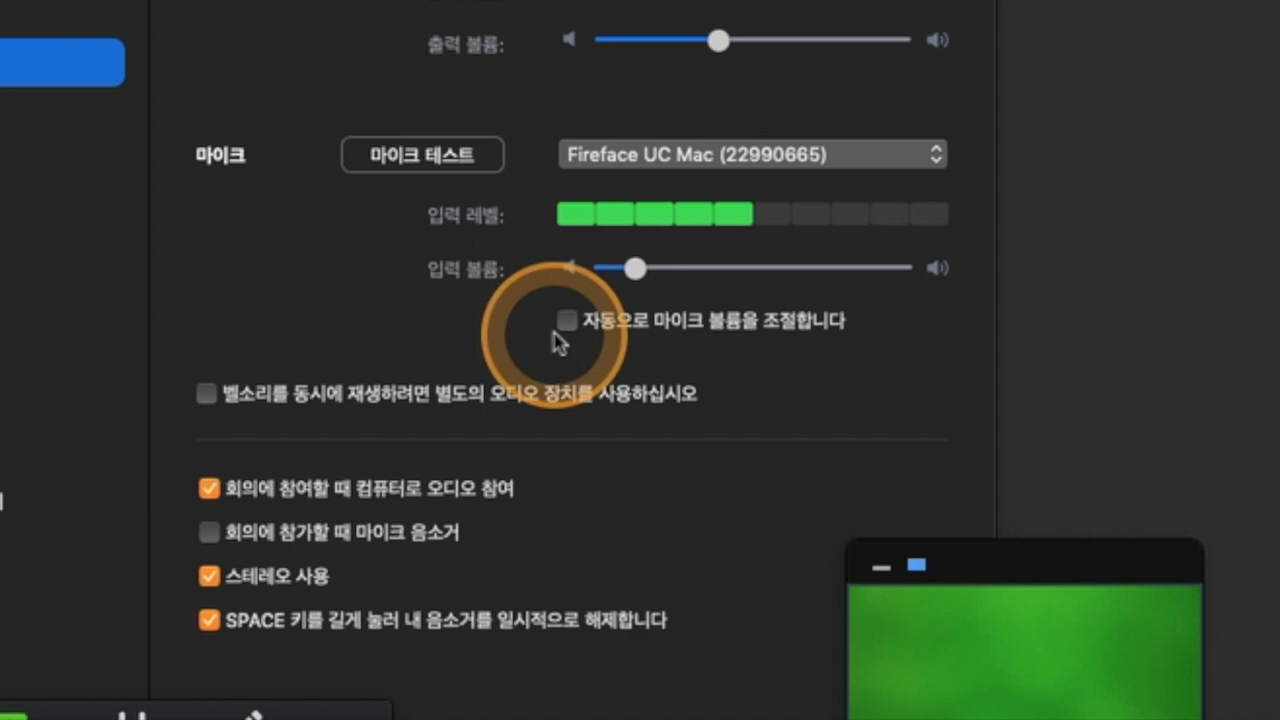 출력 볼륨:
마이크
마이크 테스트
Fireface UC Mac (22990665)
입력 레벨:
입력 볼륨:
자동으로 마이크 볼륨을 조절합니다
벨소리를 동시에 재생하려면 별도의 오디오 장치를 사용하십시오
회의에 참여할 때 컴퓨터로 오디오 참여
회의에 참가할 때 마이크 음소거
스테레오 사용
SPACE 키를 길게 눌러 내 음소거를 일시적으로 해제합니다